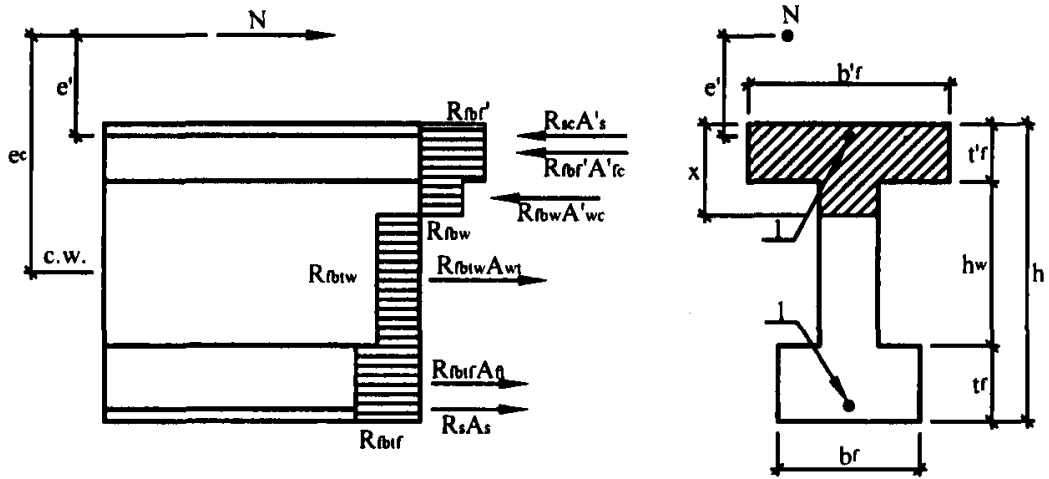 N
e'
ec
c.w.
Rfbf'
RscA's
Rfbf'A'fc
RfbwA'wc
Rfbw
Rfbtw
RfbtwAwt
RfbtfAft
RsAs
Rfbtf
N
e'
b'f
x
t'f
1
hw
h
1
tf
bf